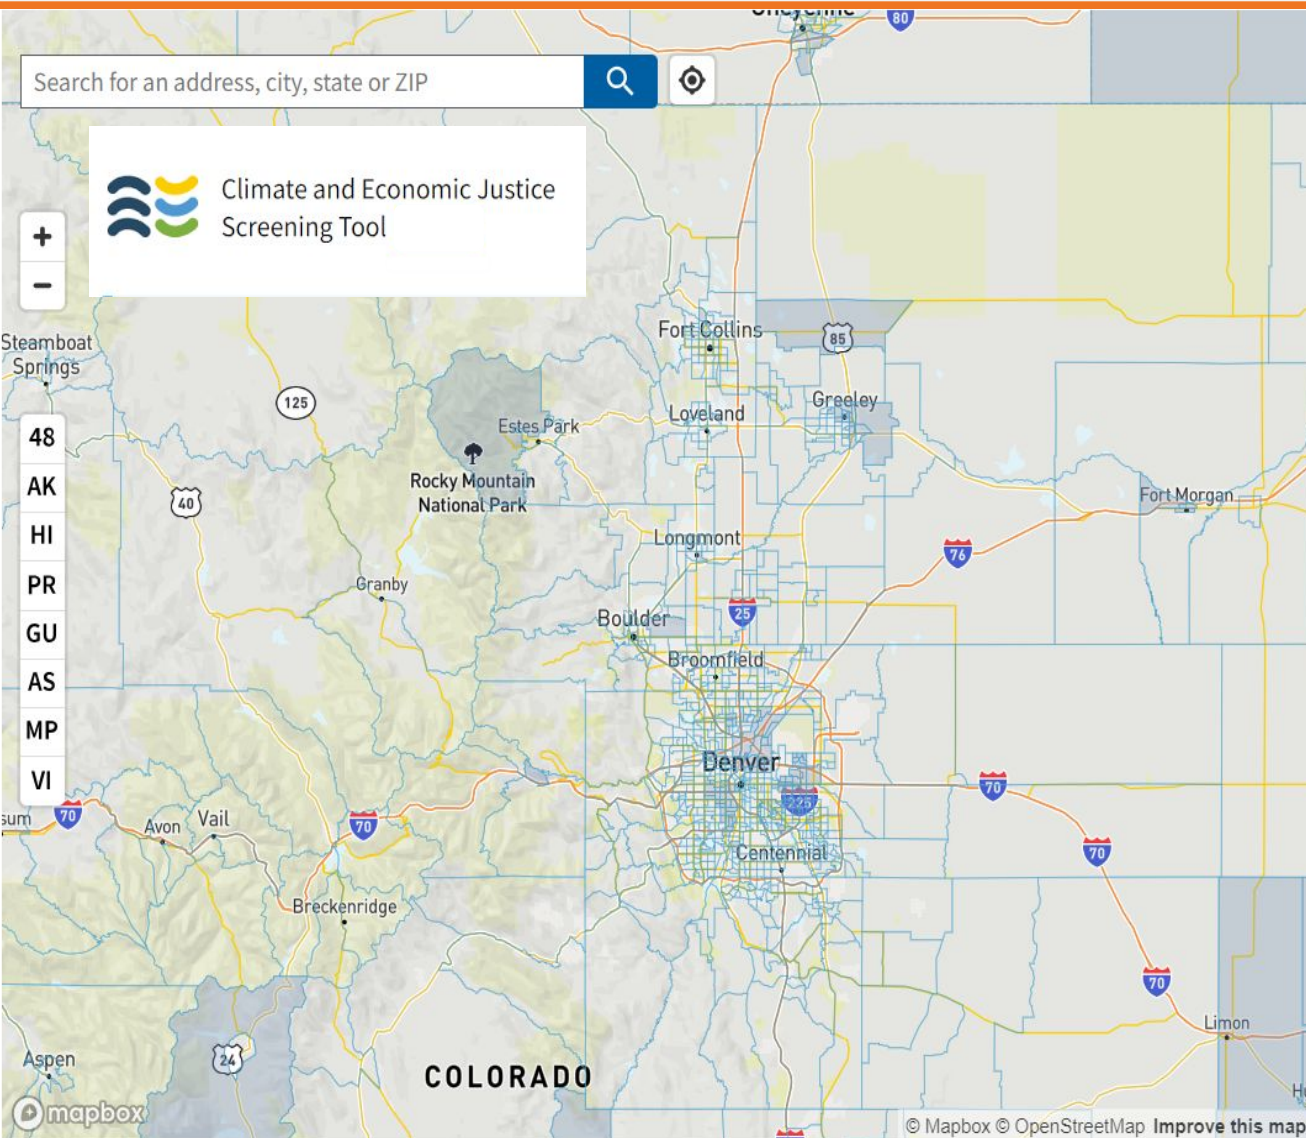 Cheyenne
80
Search for an address, city, state or ZIP
Climate and Economic Justice
Screening Tool
+
−
Steamboat
Springs
Fort Collins
85
125
Estes Park
Loveland
Greeley
48
AK
HI
PR
GU
AS
MP
VI
Rocky Mountain
National Park
40
Fort Morgan
Longmont
76
Granby
25
Boulder
Broomfield
Denver
70
225
sum
70
Avon
Vail
70
70
Centennial
Breckenridge
70
Limon
24
Aspen
COLORADO
mapbox
© Mapbox © OpenStreetMap Improve this map